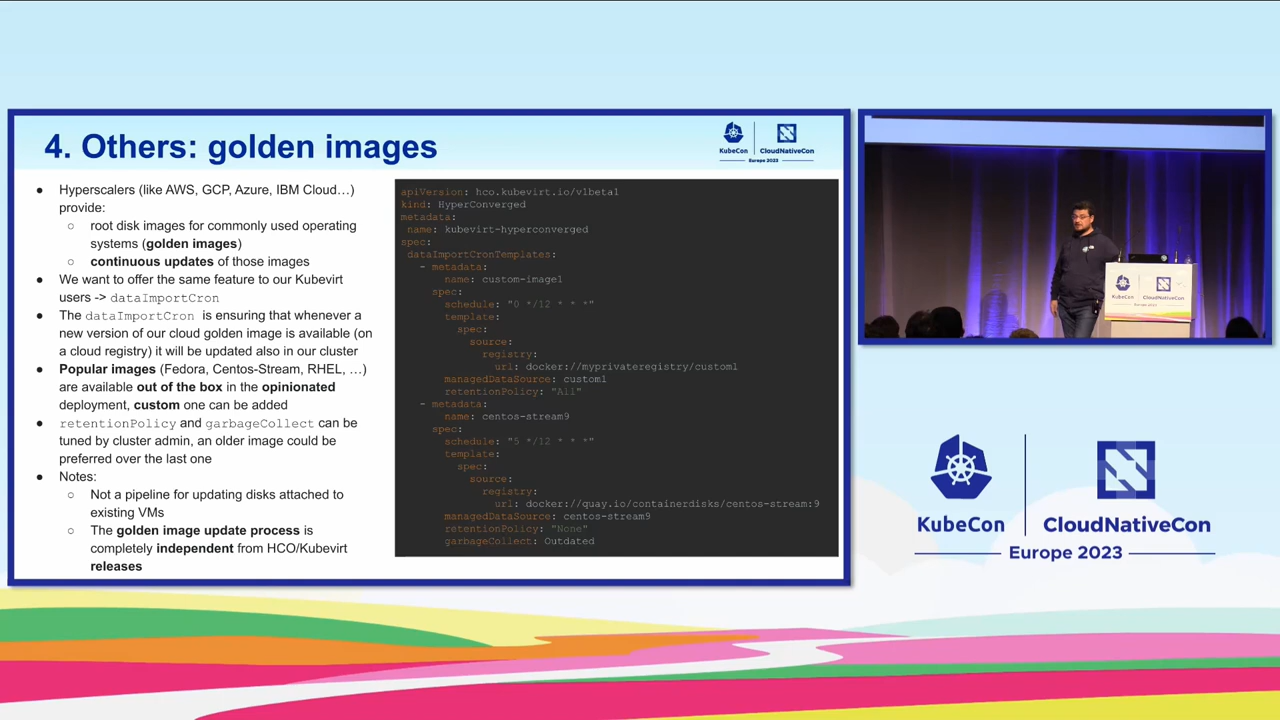 4. Others: golden images
KubeCon
CloudNativeCon
Europe 2023
● Hyperscalers (like AWS, GCP, Azure, IBM Cloud…)
provide:
○ root disk images for commonly used operating
systems (golden images)
○ continuous updates of those images
● We want to offer the same feature to our Kubevirt
users -> dataImportCron
● The dataImportCron is ensuring that whenever a
new version of our cloud golden image is available (on
a cloud registry) it will be updated also in our cluster
● Popular images (Fedora, Centos-Stream, RHEL, …)
are available out of the box in the opinionated
deployment, custom one can be added
● retentionPolicy and garbageCollect can be
tuned by cluster admin, an older image could be
preferred over the last one
● Notes:
○ Not a pipeline for updating disks attached to
existing VMs
○ The golden image update process is
completely independent from HCO/Kubevirt
releases
apiVersion: hco.kubevirt.io/v1beta1
kind: HyperConverged
metadata:
name: kubevirt-hyperconverged
spec:
dataImportCronTemplates:
- metadata:
name: custom-image1
spec:
schedule: "0 */12 * * *"
template:
spec:
source:
registry:
url: docker://myprivateregistry/custom1
managedDataSource: custom1
retentionPolicy: "All"
- metadata:
name: centos-stream9
spec:
schedule: "5 */12 * * *"
template:
spec:
source:
registry:
url: docker://quay.io/containerdisks/centos-stream:9
managedDataSource: centos-stream9
retentionPolicy: "None"
garbageCollect: Outdated
KubeCon
CloudNativeCon
Europe 2023